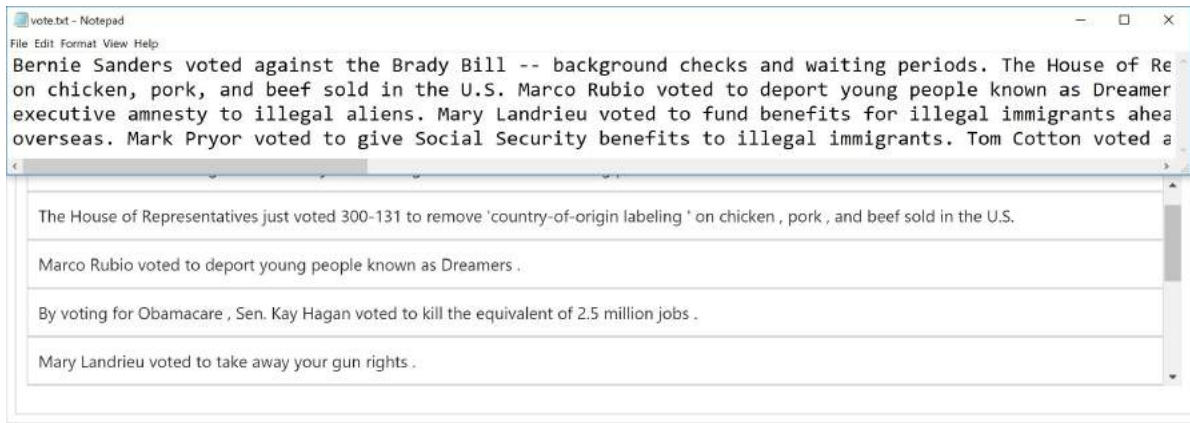 vote.txt - Notepad
File Edit Format View Help
Bernie Sanders voted against the Brady Bill -- background checks and waiting periods. The House of Re
on chicken, pork, and beef sold in the U.S. Marco Rubio voted to deport young people known as Dreamer
executive amnesty to illegal aliens. Mary Landrieu voted to fund benefits for illegal immigrants ahea
overseas. Mark Pryor voted to give Social Security benefits to illegal immigrants. Tom Cotton voted a
The House of Representatives just voted 300-131 to remove 'country-of-origin labeling ' on chicken , pork , and beef sold in the U.S.
Marco Rubio voted to deport young people known as Dreamers .
By voting for Obamacare , Sen. Kay Hagan voted to kill the equivalent of 2.5 million jobs .
Mary Landrieu voted to take away your gun rights .